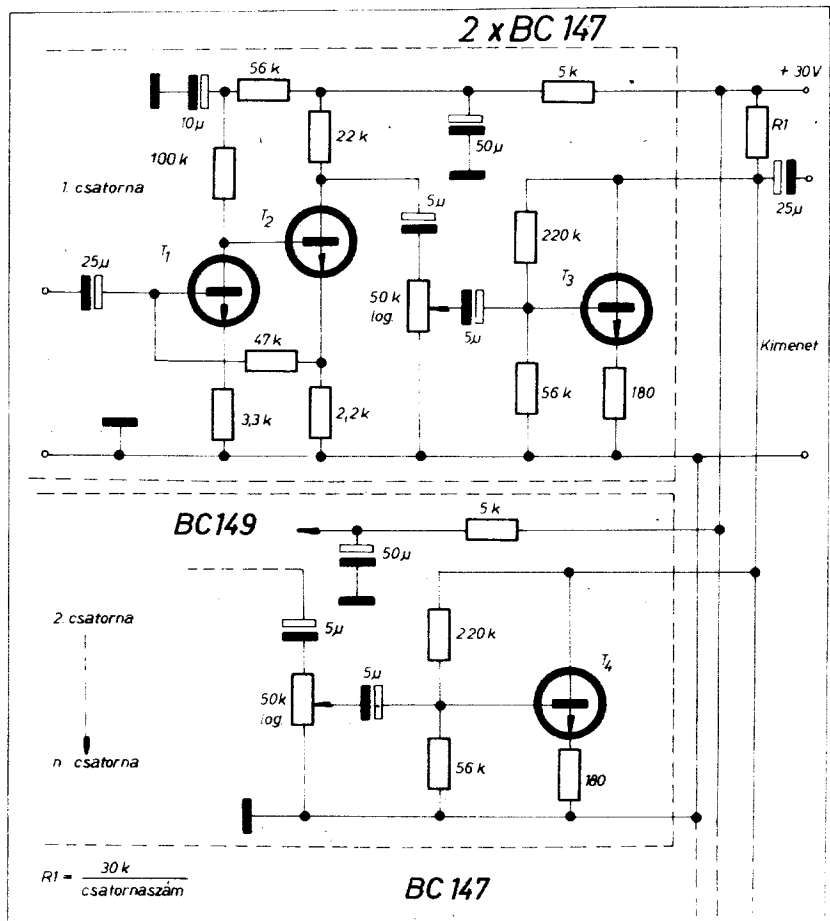 2 x BC 147
56 k
5 k
+ 30V
10µ
22 k
50µ
R1
100 k
1. csatorna
5µ
25µ
T2
220 k
25µ
T1
T3
50 k
log.
5µ
47 k
Kimenet
56 k
180
3,3 k
2,2 k
5 k
BC149
50µ
5µ
2. csatorna
220 k
T4
5µ
50k
log.
n. csatorna
56 k
180
R1 = 30 k
csatornaszám
BC 147